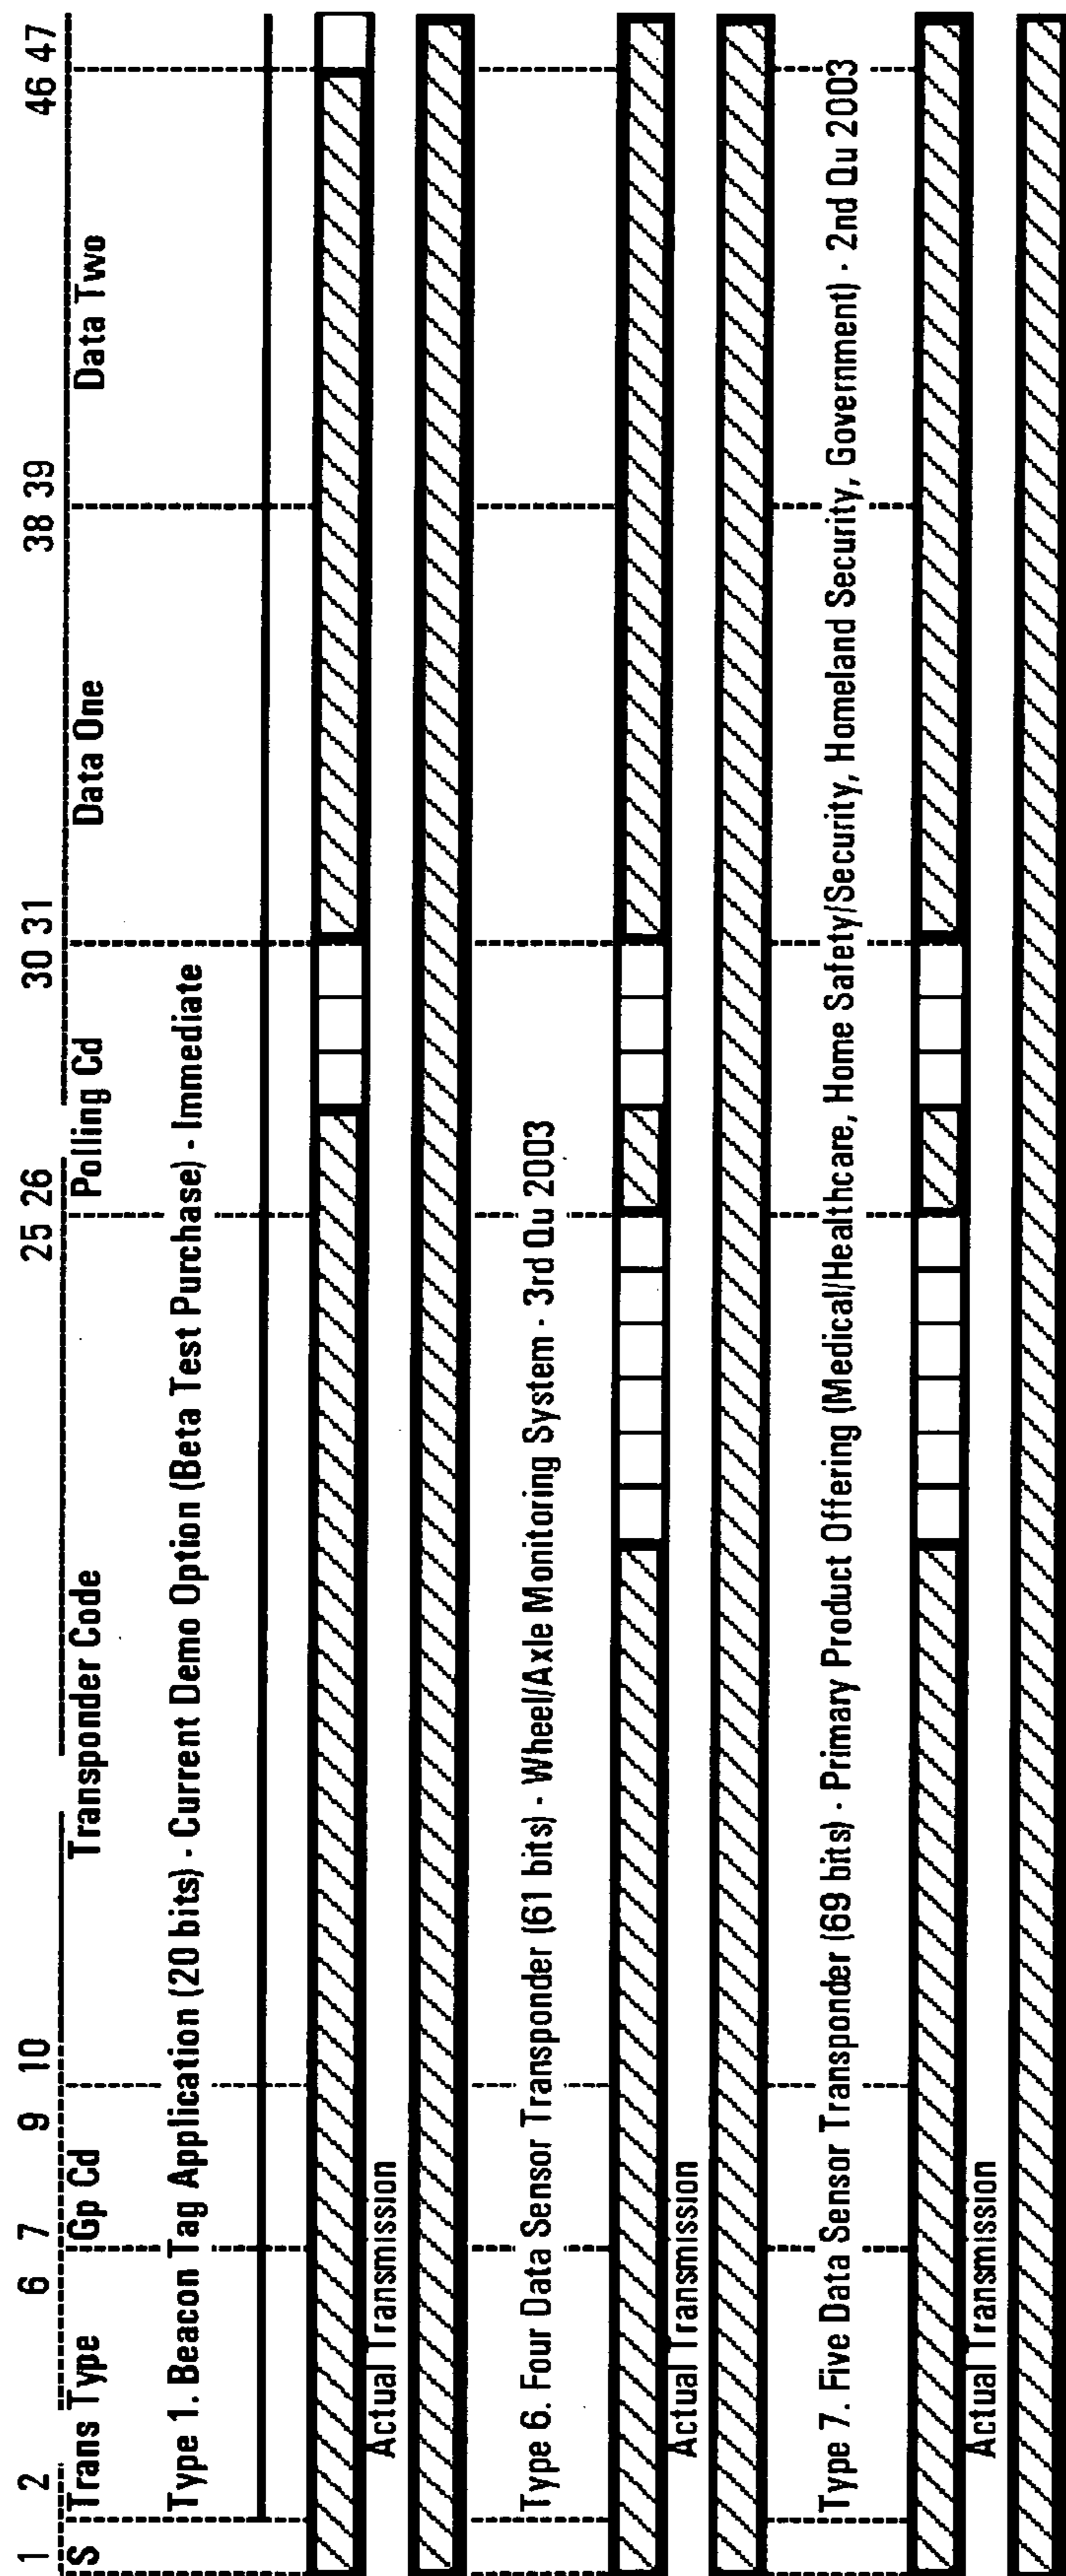 1 2 6 7 9 10 25 26 30 31 38 39 46 47
S Trans Type Gp Cd Transponder Code Polling Cd Data One Data Two
Type 1. Beacon Tag Application (20 bits) - Current Demo Option (Beta Test Purchase) - Immediate
Actual Transmission
Type 6. Four Data Sensor Transponder (61 bits) - Wheel/Axle Monitoring System - 3rd Qu 2003
Actual Transmission
Type 7. Five Data Sensor Transponder (69 bits) - Primary Product Offering (Medical/Healthcare, Home Safety/Security, Homeland Security, Government) - 2nd Qu 2003
Actual Transmission